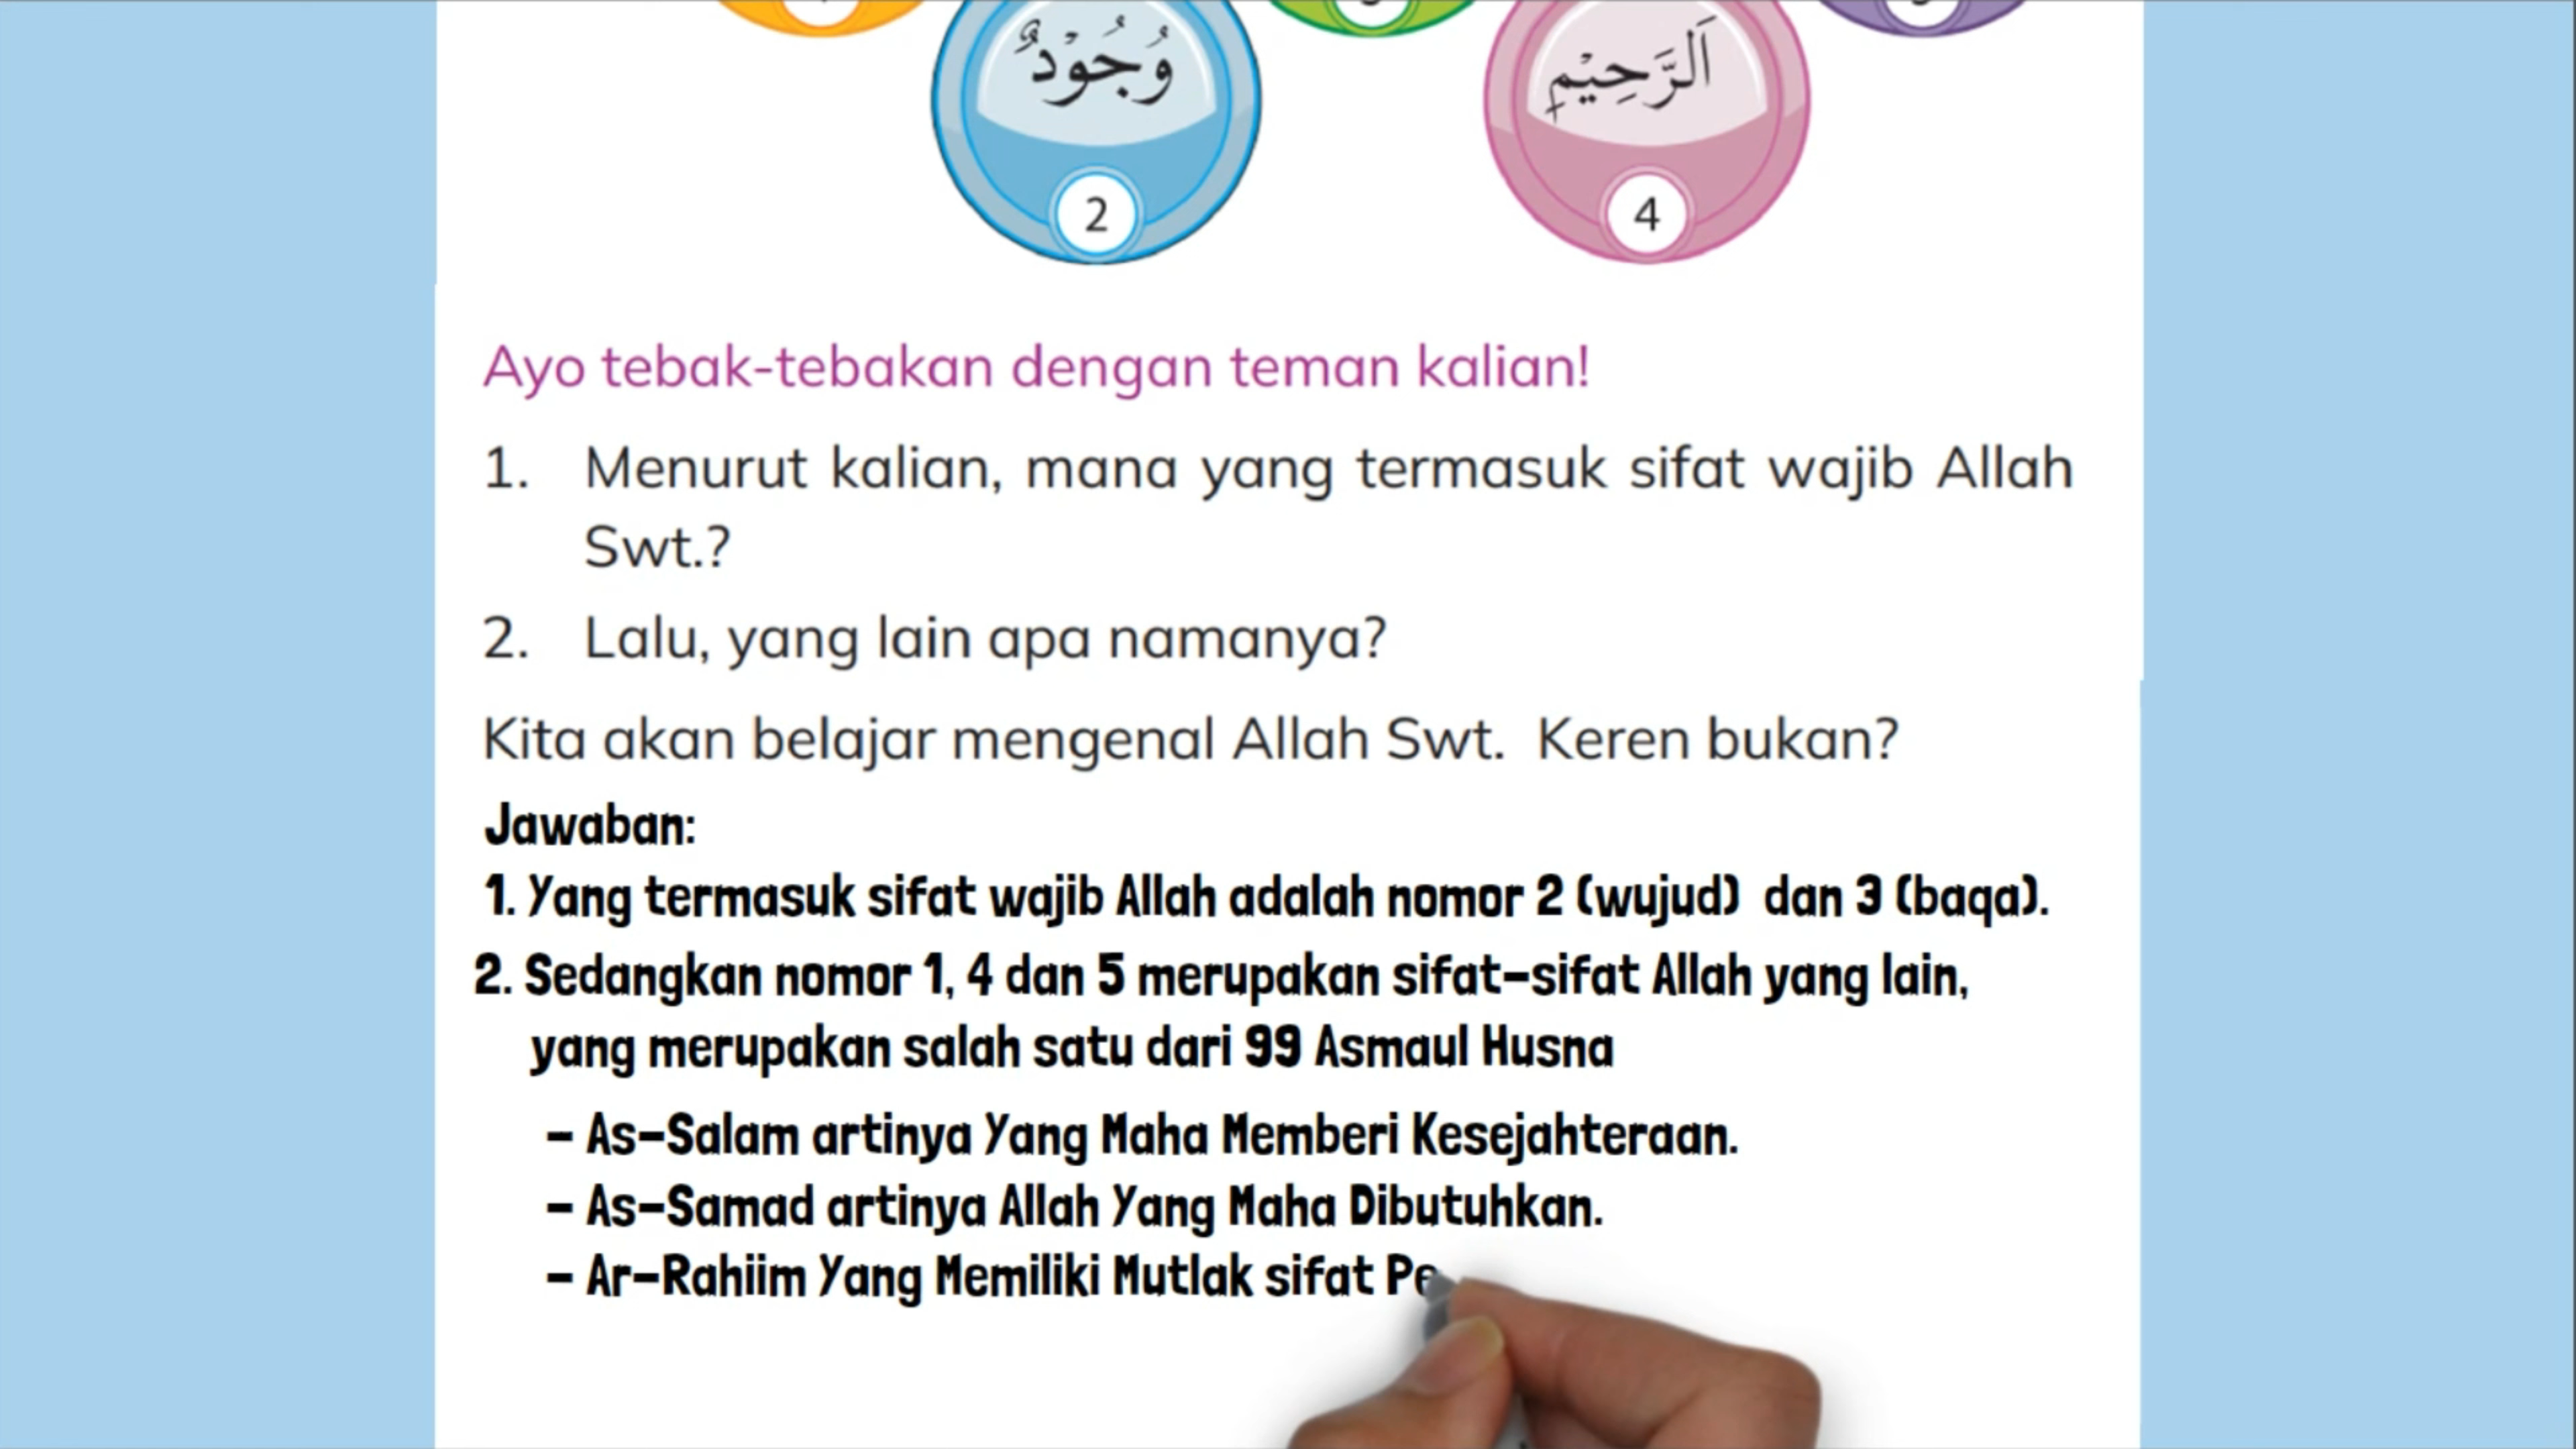 وُجُوْدٌ
اَلرَّحِيْمِ
2
4
Ayo tebak-tebakan dengan teman kalian!
1. Menurut kalian, mana yang termasuk sifat wajib Allah
Swt.?
2. Lalu, yang lain apa namanya?
Kita akan belajar mengenal Allah Swt. Keren bukan?
Jawaban:
1. Yang termasuk sifat wajib Allah adalah nomor 2 (wujud) dan 3 (baqa).
2. Sedangkan nomor 1, 4 dan 5 merupakan sifat-sifat Allah yang lain,
yang merupakan salah satu dari 99 Asmaul Husna
- As-Salam artinya Yang Maha Memberi Kesejahteraan.
- As-Samad artinya Allah Yang Maha Dibutuhkan.
- Ar-Rahiim Yang Memiliki Mutlak sifat Pe